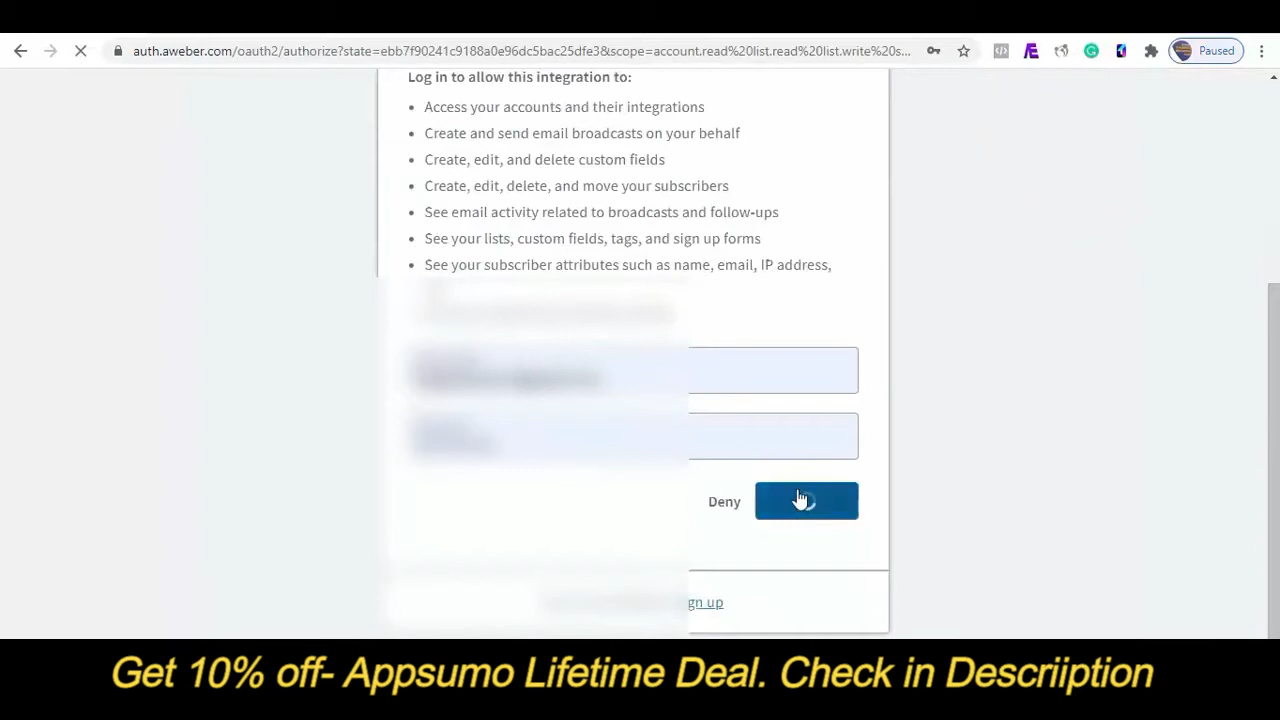 auth.aweber.com/oauth2/authorize?state=ebb7f90241c9188a0e96dc5bac25dfe3&scope=account.read%20list.read%20list.write%20s...
Paused
Log in to allow this integration to:
• Access your accounts and their integrations
• Create and send email broadcasts on your behalf
• Create, edit, and delete custom fields
• Create, edit, delete, and move your subscribers
• See email activity related to broadcasts and follow-ups
• See your lists, custom fields, tags, and sign up forms
• See your subscriber attributes such as name, email, IP address,
Deny
gn up
Get 10% off- Appsumo Lifetime Deal. Check in Descriiption